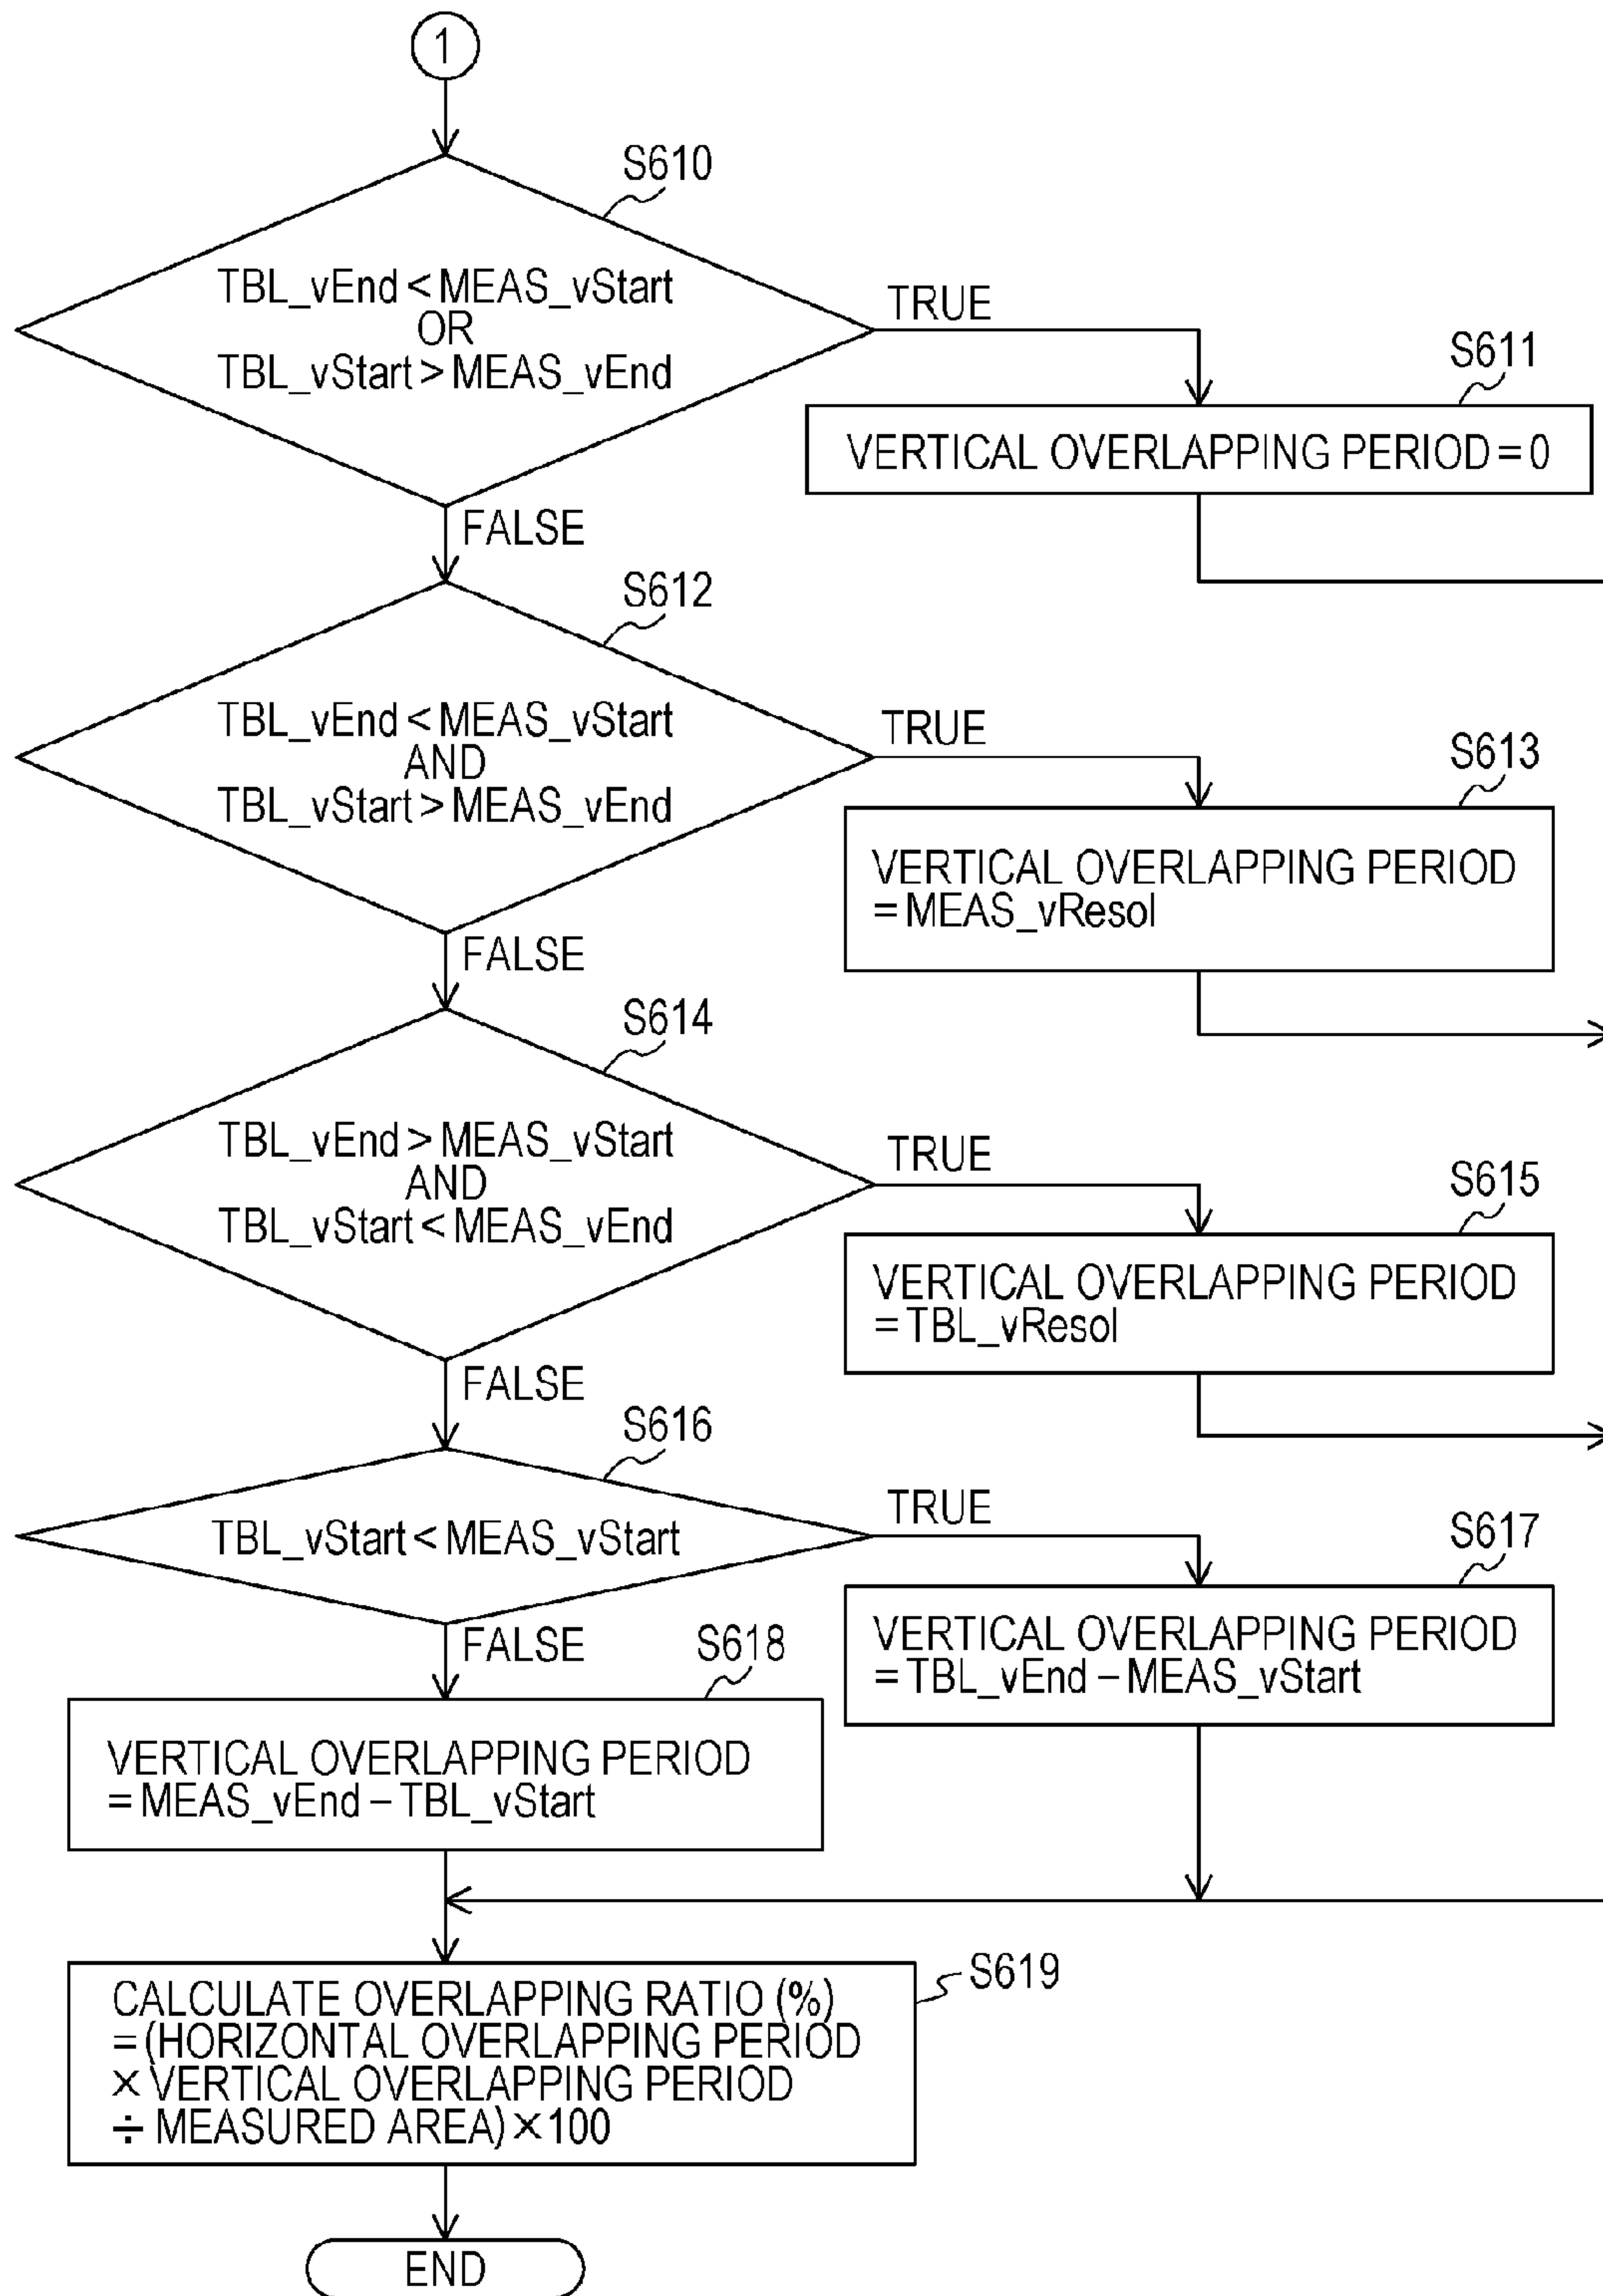 1
S610
TBL_vEnd < MEAS_vStart
OR
TBL_vStart > MEAS_vEnd
TRUE
S611
VERTICAL OVERLAPPING PERIOD = 0
FALSE
S612
TBL_vEnd < MEAS_vStart
AND
TBL_vStart > MEAS_vEnd
TRUE
S613
VERTICAL OVERLAPPING PERIOD
= MEAS_vResol
FALSE
S614
TBL_vEnd > MEAS_vStart
AND
TBL_vStart < MEAS_vEnd
TRUE
S615
VERTICAL OVERLAPPING PERIOD
= TBL_vResol
FALSE
S616
TBL_vStart < MEAS_vStart
TRUE
S617
VERTICAL OVERLAPPING PERIOD
= TBL_vEnd – MEAS_vStart
FALSE
S618
VERTICAL OVERLAPPING PERIOD
= MEAS_vEnd – TBL_vStart
S619
CALCULATE OVERLAPPING RATIO (%)
= (HORIZONTAL OVERLAPPING PERIOD
× VERTICAL OVERLAPPING PERIOD
÷ MEASURED AREA) × 100
END